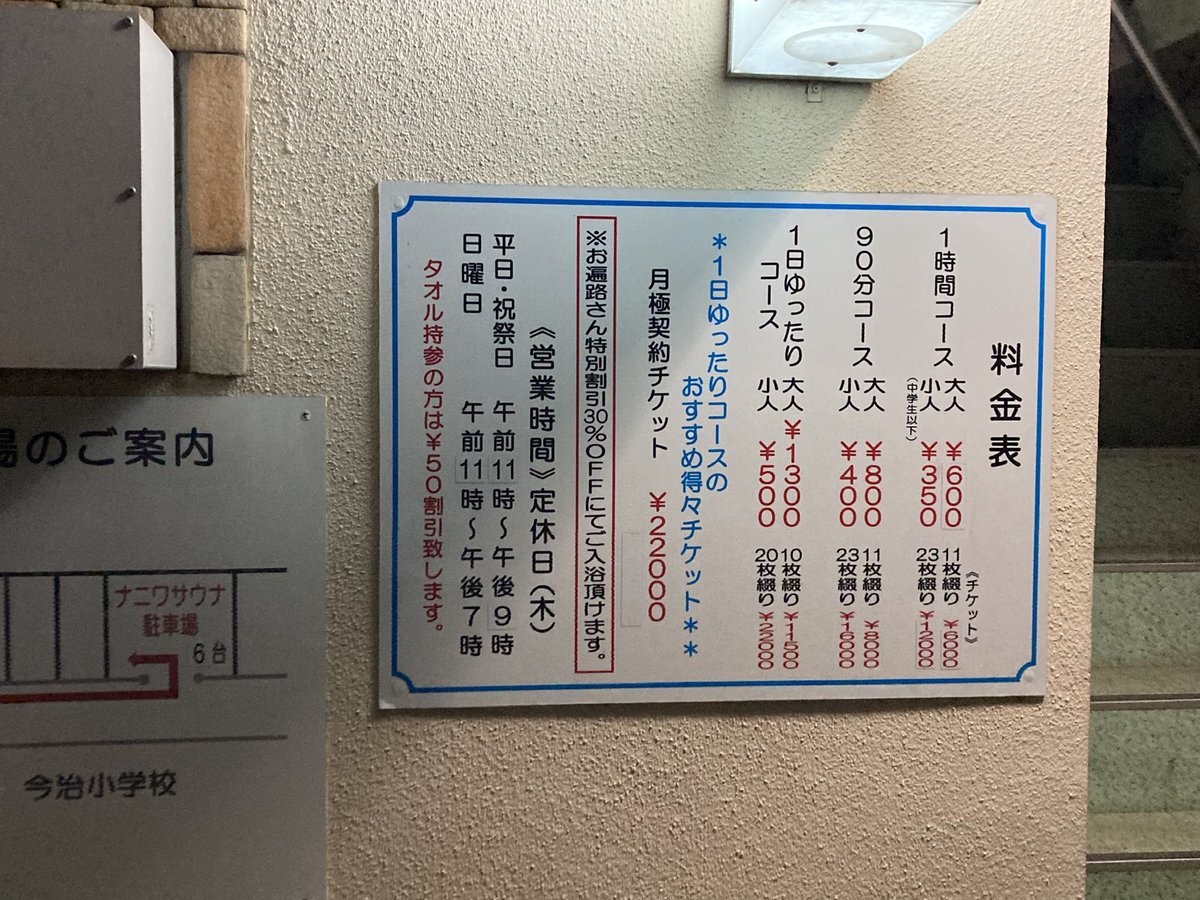 料金表
《チケット》
1時間コース 大人 ¥600 11枚綴り ¥6000
小人 ¥350 23枚綴り ¥12000
(中学生以下)
90分コース 大人 ¥800 11枚綴り ¥8000
小人 ¥400 23枚綴り ¥16000
1日ゆったり 大人 ¥1300 10枚綴り ¥11500
コース 小人 ¥500 20枚綴り ¥22000
*1日ゆったりコースの
おすすめ得々チケット**
月極契約チケット ¥22000
※お遍路さん特別割引30%OFFにてご入浴頂けます。
《営業時間》定休日(木)
平日・祝祭日 午前11時~午後9時
日曜日 午前11時~午後7時
タオル持参の方は¥50割引致します。
場のご案内
ナニワサウナ
駐車場
6台
今治小学校